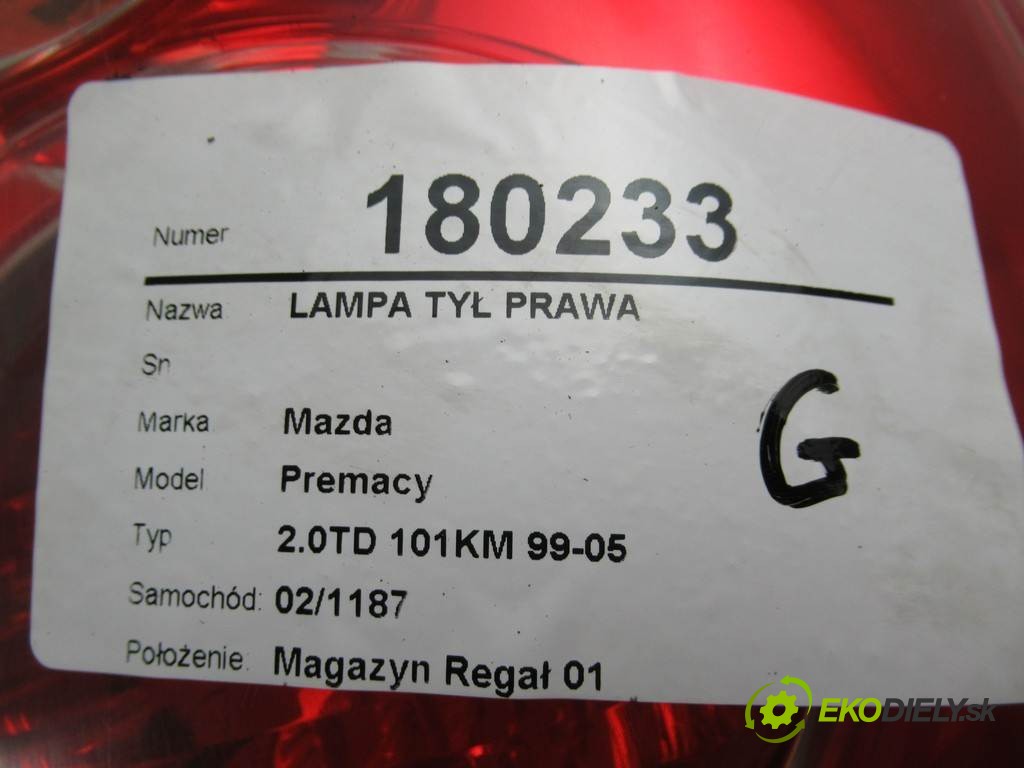 Numer 180233
Nazwa LAMPA TYŁ PRAWA
Sn
Marka Mazda
Model Premacy
Typ 2.0TD 101KM 99-05
Samochód: 02/1187
Położenie: Magazyn Regał 01
G
EKODIELY.sk